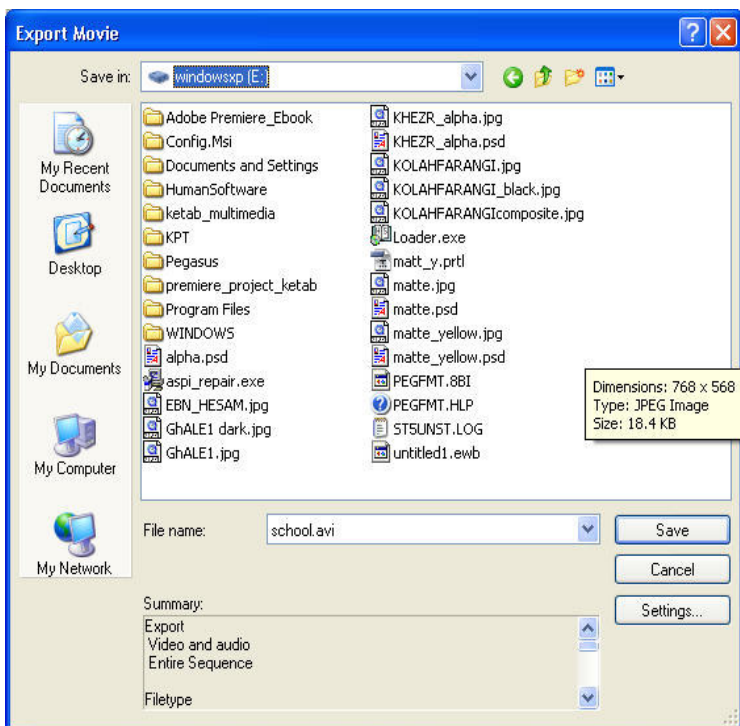 Export Movie
Save in:
windowsxp (E:)
My Recent
Documents
Desktop
My Documents
My Computer
My Network
Adobe Premiere_Ebook
Config.Msi
Documents and Settings
HumanSoftware
ketab_multimedia
KPT
Pegasus
premiere_project_ketab
Program Files
WINDOWS
alpha.psd
aspi_repair.exe
EBN_HESAM.jpg
GhALE1 dark.jpg
GhALE1.jpg
KHEZR_alpha.jpg
KHEZR_alpha.psd
KOLAHFARANGI.jpg
KOLAHFARANGI_black.jpg
KOLAHFARANGIcomposite.jpg
Loader.exe
matt_y.prtl
matte.jpg
matte.psd
matte_yellow.jpg
matte_yellow.psd
PEGFMT.8BI
PEGFMT.HLP
ST5UNST.LOG
untitled1.ewb
Dimensions: 768 x 568
Type: JPEG Image
Size: 18.4 KB
File name:
school.avi
Save
Cancel
Settings...
Summary:
Export
Video and audio
Entire Sequence
Filetype